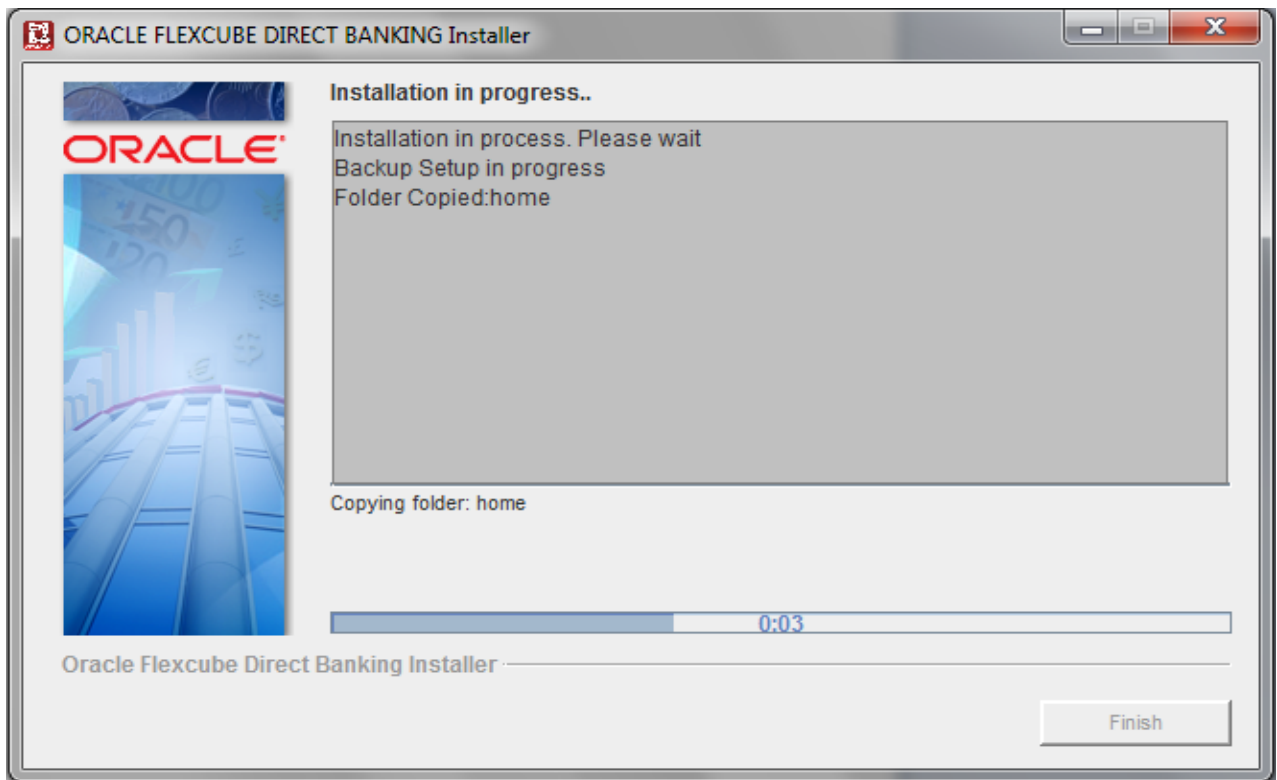 ORACLE FLEXCUBE DIRECT BANKING Installer
Installation in progress..
ORACLE
Installation in process. Please wait
Backup Setup in progress
Folder Copied:home
Copying folder: home
0:03
Oracle Flexcube Direct Banking Installer
Finish